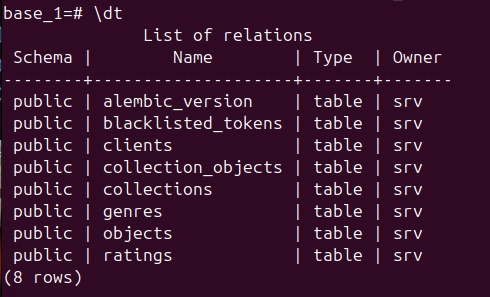 base_1=# \dt
              List of relations
 Schema |        Name        | Type  | Owner
--------+--------------------+-------+-------
 public | alembic_version    | table | srv
 public | blacklisted_tokens | table | srv
 public | clients            | table | srv
 public | collection_objects | table | srv
 public | collections        | table | srv
 public | genres             | table | srv
 public | objects            | table | srv
 public | ratings            | table | srv
(8 rows)